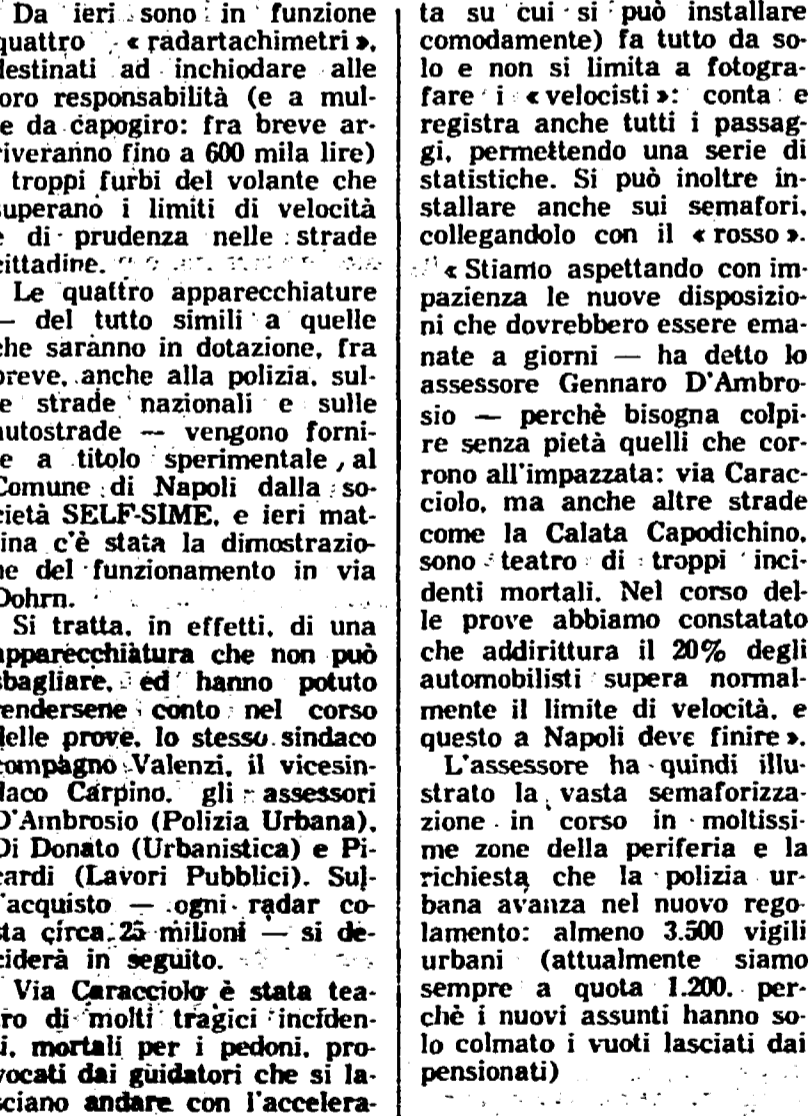 Da ieri sono in funzione
quattro « radartachimetri »,
destinati ad inchiodare alle
oro responsabilità (e a mul-
e da capogiro: fra breve ar-
riveranno fino a 600 mila lire)
troppi furbi del volante che
superano i limiti di velocità
e di prudenza nelle strade
cittadine.
Le quattro apparecchiature
— del tutto simili a quelle
che saranno in dotazione, fra
breve, anche alla polizia, sul-
e strade nazionali e sulle
autostrade — vengono forni-
e a titolo sperimentale, al
Comune di Napoli dalla so-
cietà SELF-SIME, e ieri mat-
tina c'è stata la dimostrazio-
ne del funzionamento in via
Dohrn.
Si tratta, in effetti, di una
apparecchiatura che non può
sbagliare, ed hanno potuto
rendersene conto nel corso
delle prove, lo stesso sindaco
compagno Valenzi, il vicesin-
daco Carpino, gli assessori
D'Ambrosio (Polizia Urbana),
Di Donato (Urbanistica) e Pi-
cardi (Lavori Pubblici). Sul-
'acquisto — ogni radar co-
sta circa 25 milioni — si de-
ciderà in seguito.
Via Caracciolo è stata tea-
ro di molti tragici inciden-
i, mortali per i pedoni, pro-
vocati dai guidatori che si la-
sciano andare con l'accelera-
ta su cui si può installare
comodamente) fa tutto da so-
lo e non si limita a fotogra-
fare i « velocisti »: conta e
registra anche tutti i passag-
gi, permettendo una serie di
statistiche. Si può inoltre in-
stallare anche sui semafori,
collegandolo con il « rosso ».
« Stiamo aspettando con im-
pazienza le nuove disposizio-
ni che dovrebbero essere ema-
nate a giorni — ha detto lo
assessore Gennaro D'Ambro-
sio — perchè bisogna colpi-
re senza pietà quelli che cor-
rono all'impazzata: via Carac-
ciolo, ma anche altre strade
come la Calata Capodichino,
sono teatro di troppi inci-
denti mortali. Nel corso del-
le prove abbiamo constatato
che addirittura il 20% degli
automobilisti supera normal-
mente il limite di velocità, e
questo a Napoli deve finire ».
L'assessore ha quindi illu-
strato la vasta semaforizza-
zione in corso in moltissi-
me zone della periferia e la
richiesta che la polizia ur-
bana avanza nel nuovo rego-
lamento: almeno 3.500 vigili
urbani (attualmente siamo
sempre a quota 1.200, per-
chè i nuovi assunti hanno so-
lo colmato i vuoti lasciati dai
pensionati)